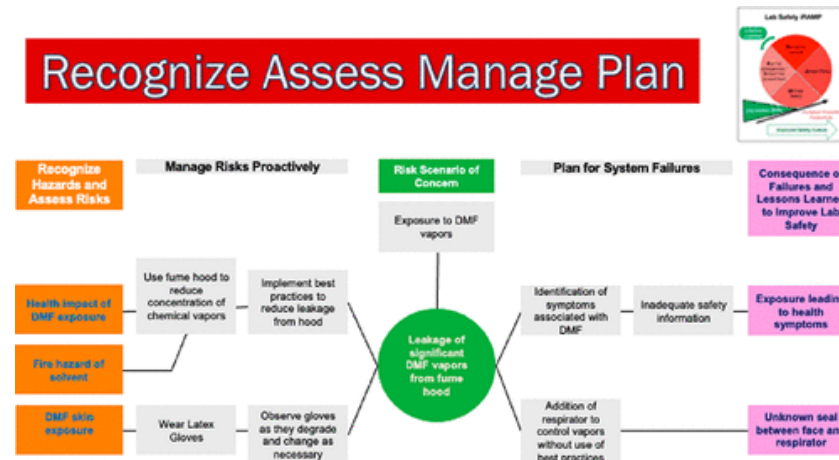 Lab Safety iRAMP
Recognize Assess Manage Plan
Recognize
Hazards and
Assess Risks
Manage Risks Proactively
Risk Scenario of
Concern
Plan for System Failures
Consequence o
Failures and
Lessons Learne
to Improve Lab
Safety
Exposure to DMF
vapors
Health impact of
DMF exposure
Use fume hood to
reduce
concentration of
chemical vapors
Implement best
practices to
reduce leakage
from hood
Leakage of
significant
DMF vapors
from fume
hood
Identification of
symptoms
associated with
DMF
Inadequate safety
information
Exposure leadin
to health
symptoms
Fire hazard of
solvent
DMF skin
exposure
Wear Latex
Gloves
Observe gloves
as they degrade
and change as
necessary
Addition of
respirator to
control vapors
without use of
best practices
Unknown seal
between face an
respirator